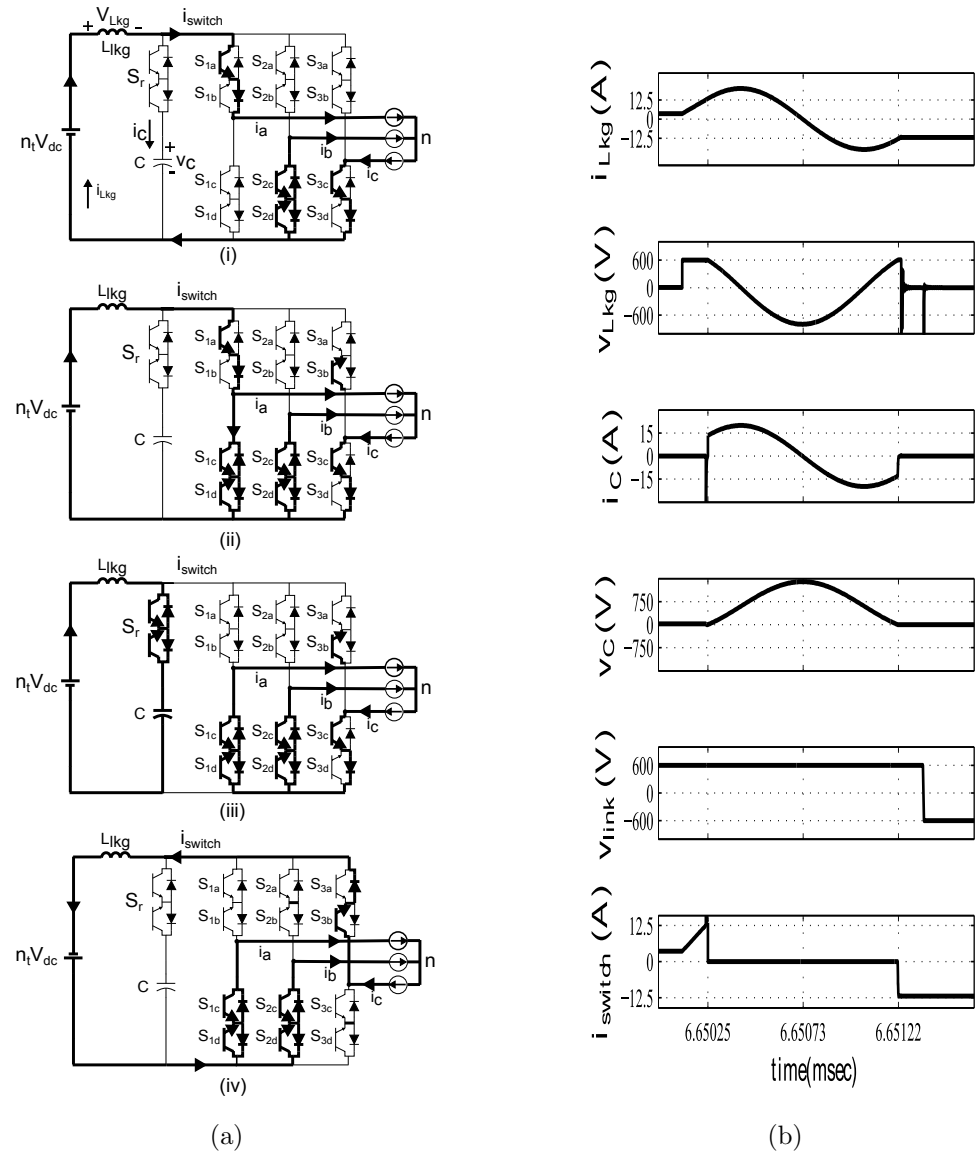 + V_Lkg - i_switch
L_lkg
S_r
S_1a S_2a S_3a
S_1b S_2b S_3b
i_a
n
i_C + i_b
n_tV_dc
C v_C i_c
-
i_Lkg
S_1c S_2c S_3c
S_1d S_2d S_3d
(i)
L_lkg i_switch
S_r
S_1a S_2a S_3a
S_1b S_2b S_3b
i_a
n
i_b
n_tV_dc
C i_c
S_1c S_2c S_3c
S_1d S_2d S_3d
(ii)
L_lkg i_switch
S_r
S_1a S_2a S_3a
S_1b S_2b S_3b
i_a
n
i_b
n_tV_dc
C i_c
S_1c S_2c S_3c
S_1d S_2d S_3d
(iii)
L_lkg i_switch
S_r
S_1a S_2a S_3a
S_1b S_2b S_3b
i_a
n
i_b
n_tV_dc
C i_c
S_1c S_2c S_3c
S_1d S_2d S_3d
(iv)
(a)
i_Lkg (A)
12.5
0
-12.5
v_Lkg (V)
600
0
-600
i_C (A)
15
0
-15
v_C (V)
750
0
-750
v_link (V)
600
0
-600
i_switch (A)
12.5
0
-12.5
6.65025 6.65073 6.65122
time(msec)
(b)